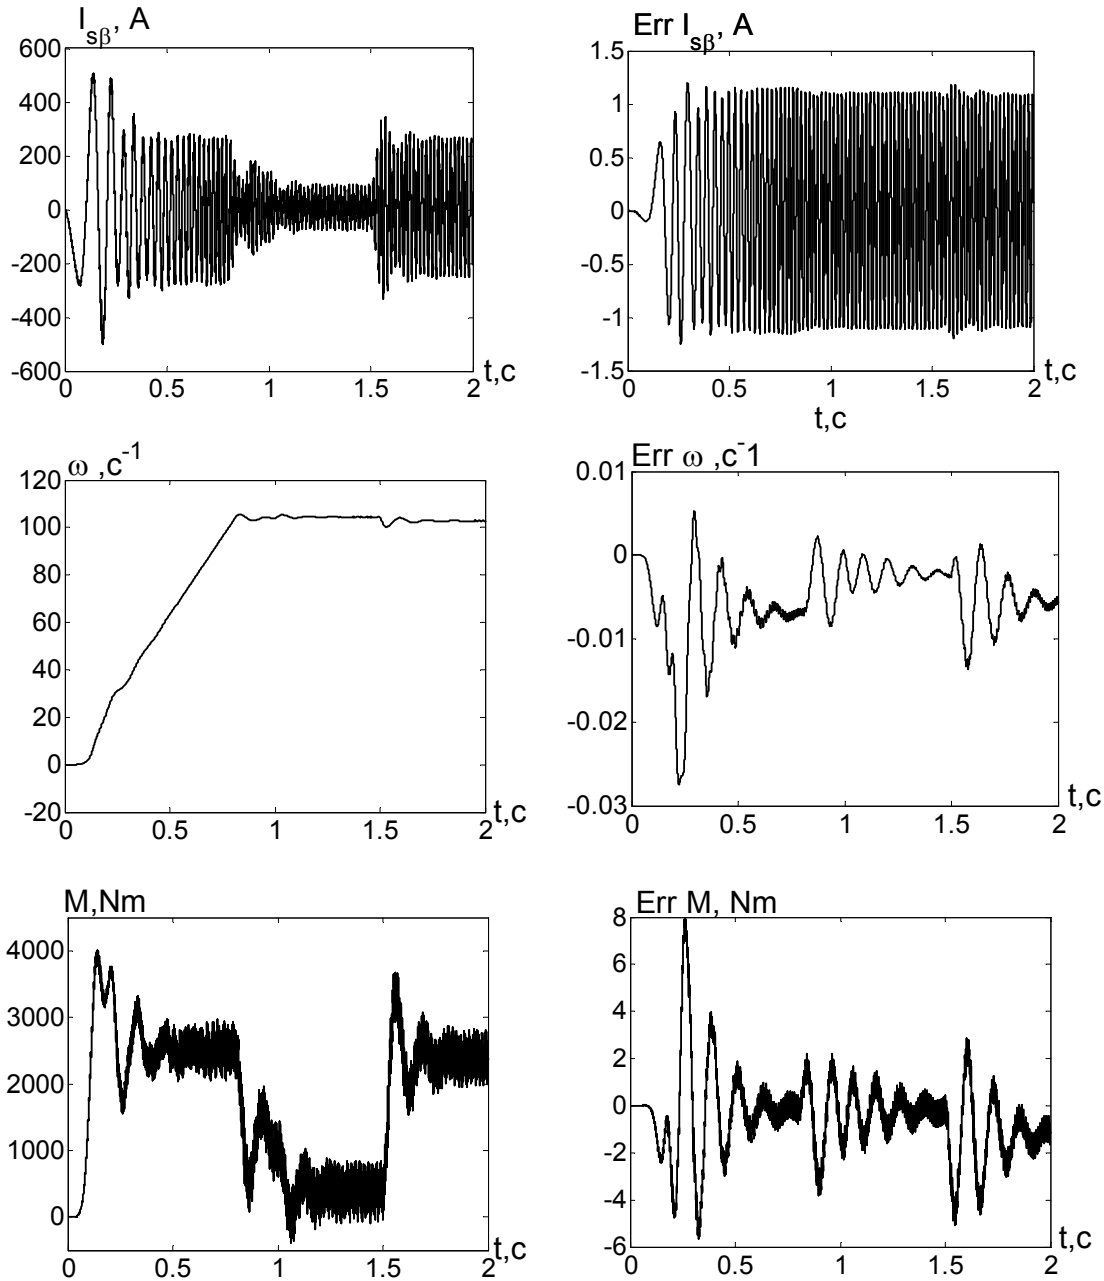 I_sβ, A
600
400
200
0
-200
-400
-600
0 0.5 1 1.5 2
t,c
Err I_sβ, A
1.5
1
0.5
0
-0.5
-1
-1.5
0 0.5 1 1.5 2
t,c
t,c
ω ,c⁻¹
120
100
80
60
40
20
0
-20
0 0.5 1 1.5 2
t,c
Err ω ,c⁻1
0.01
0
-0.01
-0.02
-0.03
0 0.5 1 1.5 2
t,c
M,Nm
4000
3000
2000
1000
0
0 0.5 1 1.5 2
t,c
Err M, Nm
8
6
4
2
0
-2
-4
-6
0 0.5 1 1.5 2
t,c